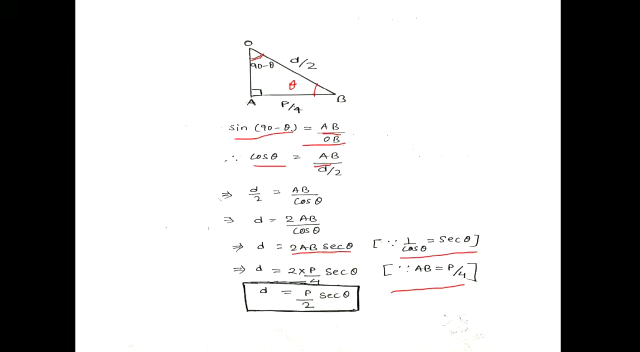 O
90-θ
d/2
θ
A
P/4
B
sin (90-θ) = AB/OB
∴ cosθ = AB/d/2
⇒ d/2 = AB/cosθ
⇒ d = 2AB/cosθ
⇒ d = 2AB secθ [∵ 1/cosθ = secθ]
⇒ d = 2×P/4 secθ [∵ AB = P/4]
d = P/2 secθ